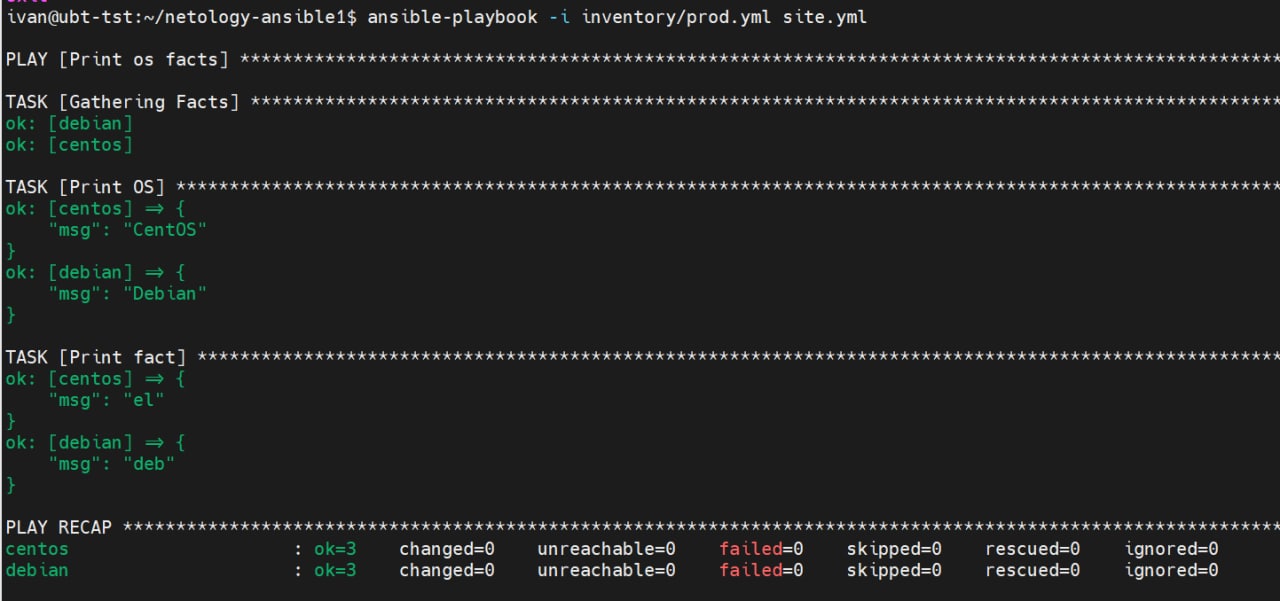 ivan@ubt-tst:~/netology-ansible1$ ansible-playbook -i inventory/prod.yml site.yml
PLAY [Print os facts] **************************************************************************************************
TASK [Gathering Facts] *************************************************************************************************
ok: [debian]
ok: [centos]
TASK [Print OS] ********************************************************************************************************
ok: [centos] => {
    "msg": "CentOS"
}
ok: [debian] => {
    "msg": "Debian"
}
TASK [Print fact] ******************************************************************************************************
ok: [centos] => {
    "msg": "el"
}
ok: [debian] => {
    "msg": "deb"
}
PLAY RECAP *************************************************************************************************************
centos                     : ok=3    changed=0    unreachable=0    failed=0    skipped=0    rescued=0    ignored=0
debian                     : ok=3    changed=0    unreachable=0    failed=0    skipped=0    rescued=0    ignored=0